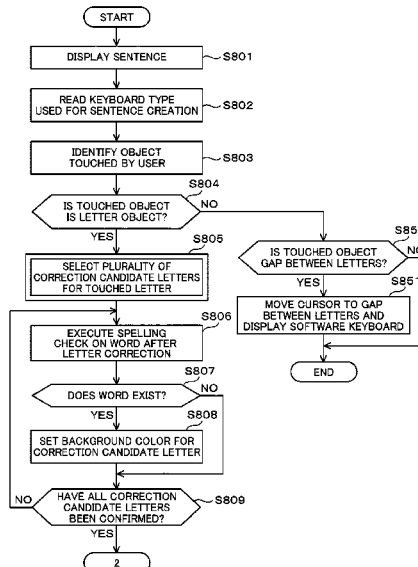 START
DISPLAY SENTENCE
S801
READ KEYBOARD TYPE
USED FOR SENTENCE CREATION
S802
IDENTIFY OBJECT
TOUCHED BY USER
S803
S804
IS TOUCHED OBJECT
IS LETTER OBJECT?
NO
YES
S805
SELECT PLURALITY OF
CORRECTION CANDIDATE LETTERS
FOR TOUCHED LETTER
S806
EXECUTE SPELLING
CHECK ON WORD AFTER
LETTER CORRECTION
S807
DOES WORD EXIST?
NO
YES
S808
SET BACKGROUND COLOR FOR
CORRECTION CANDIDATE LETTER
HAVE ALL CORRECTION
CANDIDATE LETTERS
BEEN CONFIRMED?
S809
NO
YES
2
IS TOUCHED OBJECT
GAP BETWEEN LETTERS?
YES
MOVE CURSOR TO GAP
BETWEEN LETTERS AND
DISPLAY SOFTWARE KEYBOARD
END